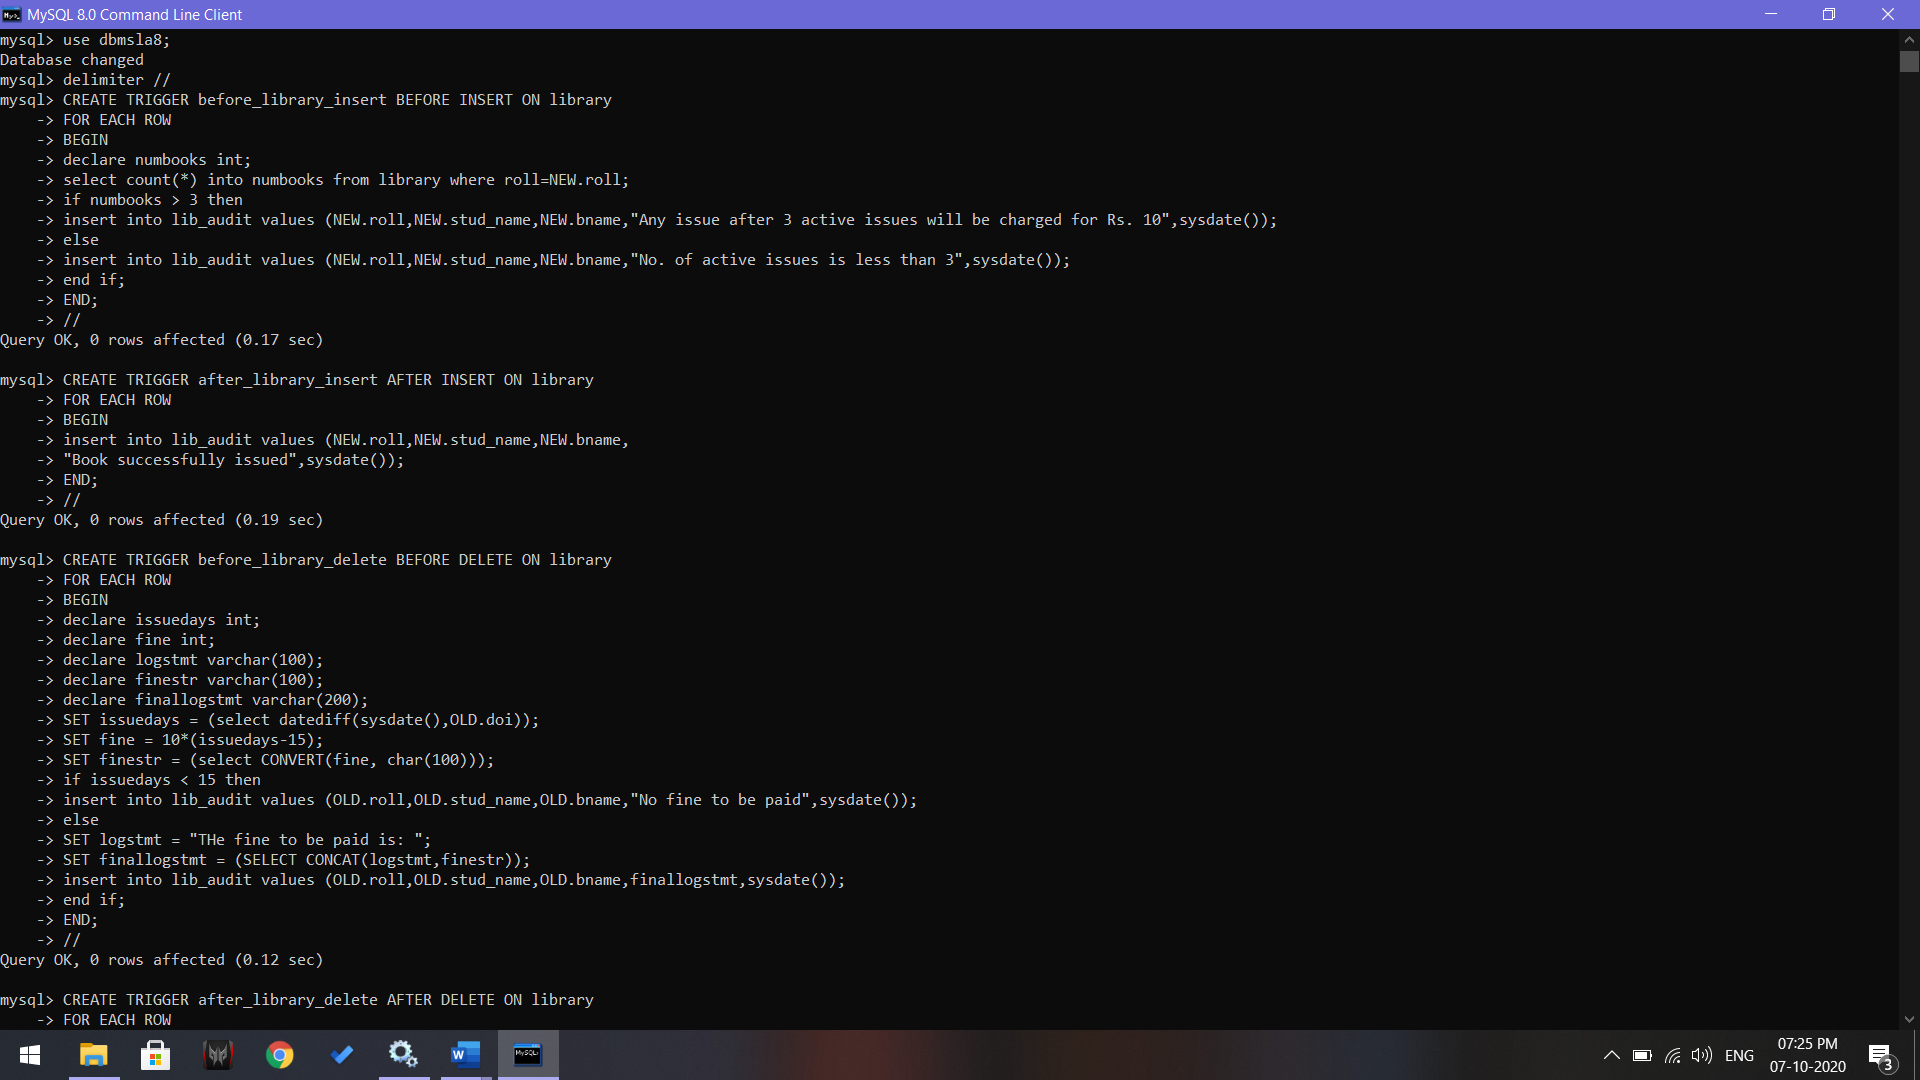 MySQL 8.0 Command Line Client
mysql> use dbmsla8;
Database changed
mysql> delimiter //
mysql> CREATE TRIGGER before_library_insert BEFORE INSERT ON library
    -> FOR EACH ROW
    -> BEGIN
    -> declare numbooks int;
    -> select count(*) into numbooks from library where roll=NEW.roll;
    -> if numbooks > 3 then
    -> insert into lib_audit values (NEW.roll,NEW.stud_name,NEW.bname,"Any issue after 3 active issues will be charged for Rs. 10",sysdate());
    -> else
    -> insert into lib_audit values (NEW.roll,NEW.stud_name,NEW.bname,"No. of active issues is less than 3",sysdate());
    -> end if;
    -> END;
    -> //
Query OK, 0 rows affected (0.17 sec)

mysql> CREATE TRIGGER after_library_insert AFTER INSERT ON library
    -> FOR EACH ROW
    -> BEGIN
    -> insert into lib_audit values (NEW.roll,NEW.stud_name,NEW.bname,
    -> "Book successfully issued",sysdate());
    -> END;
    -> //
Query OK, 0 rows affected (0.19 sec)

mysql> CREATE TRIGGER before_library_delete BEFORE DELETE ON library
    -> FOR EACH ROW
    -> BEGIN
    -> declare issuedays int;
    -> declare fine int;
    -> declare logstmt varchar(100);
    -> declare finestr varchar(100);
    -> declare finallogstmt varchar(200);
    -> SET issuedays = (select datediff(sysdate(),OLD.doi));
    -> SET fine = 10*(issuedays-15);
    -> SET finestr = (select CONVERT(fine, char(100)));
    -> if issuedays < 15 then
    -> insert into lib_audit values (OLD.roll,OLD.stud_name,OLD.bname,"No fine to be paid",sysdate());
    -> else
    -> SET logstmt = "THe fine to be paid is: ";
    -> SET finallogstmt = (SELECT CONCAT(logstmt,finestr));
    -> insert into lib_audit values (OLD.roll,OLD.stud_name,OLD.bname,finallogstmt,sysdate());
    -> end if;
    -> END;
    -> //
Query OK, 0 rows affected (0.12 sec)

mysql> CREATE TRIGGER after_library_delete AFTER DELETE ON library
    -> FOR EACH ROW
ENG
07:25 PM
07-10-2020
3